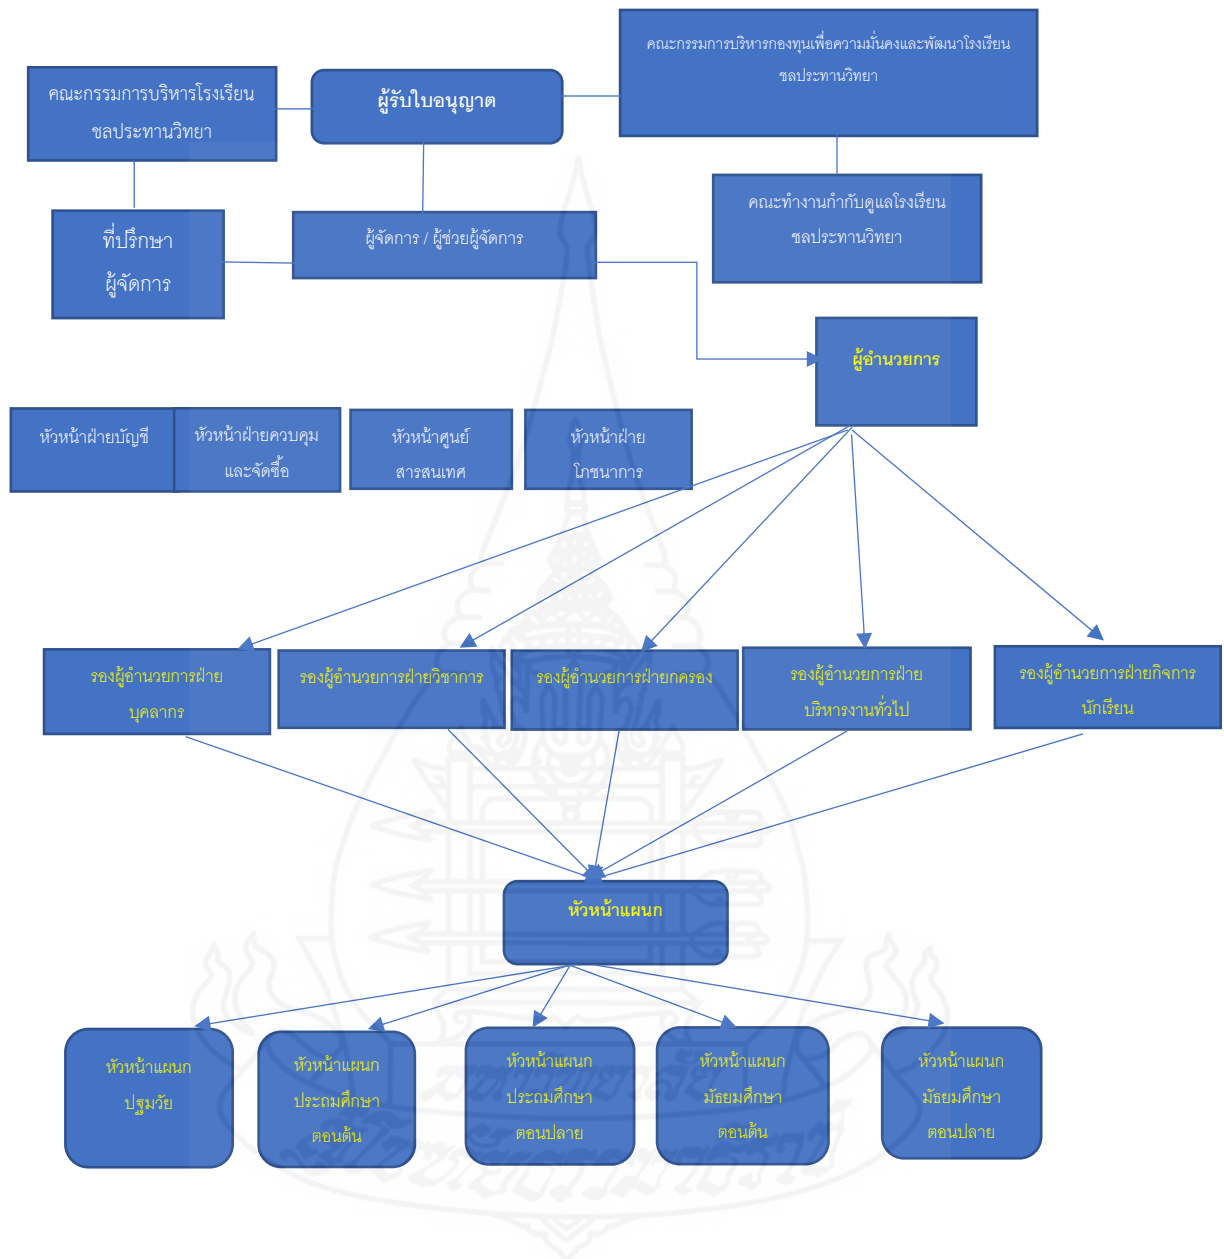 คณะกรรมการบริหารกองทุนเพื่อความมั่นคงและพัฒนาโรงเรียน
ชลประทานวิทยา
คณะกรรมการบริหารโรงเรียน
ชลประทานวิทยา
ผู้รับใบอนุญาต
คณะทำงานกำกับดูแลโรงเรียน
ชลประทานวิทยา
ที่ปรึกษา
ผู้จัดการ
ผู้จัดการ / ผู้ช่วยผู้จัดการ
ผู้อำนวยการ
หัวหน้าฝ่ายบัญชี
หัวหน้าฝ่ายควบคุม
และจัดซื้อ
หัวหน้าศูนย์
สารสนเทศ
หัวหน้าฝ่าย
โภชนาการ
รองผู้อำนวยการฝ่าย
บุคลากร
รองผู้อำนวยการฝ่ายวิชาการ
รองผู้อำนวยการฝ่ายกครอง
รองผู้อำนวยการฝ่าย
บริหารงานทั่วไป
รองผู้อำนวยการฝ่ายกิจการ
นักเรียน
หัวหน้าแผนก
หัวหน้าแผนก
ปฐมวัย
หัวหน้าแผนก
ประถมศึกษา
ตอนต้น
หัวหน้าแผนก
ประถมศึกษา
ตอนปลาย
หัวหน้าแผนก
มัธยมศึกษา
ตอนต้น
หัวหน้าแผนก
มัธยมศึกษา
ตอนปลาย
มหาวิทยาลัย
สุโขทัยธรรมาธิราช